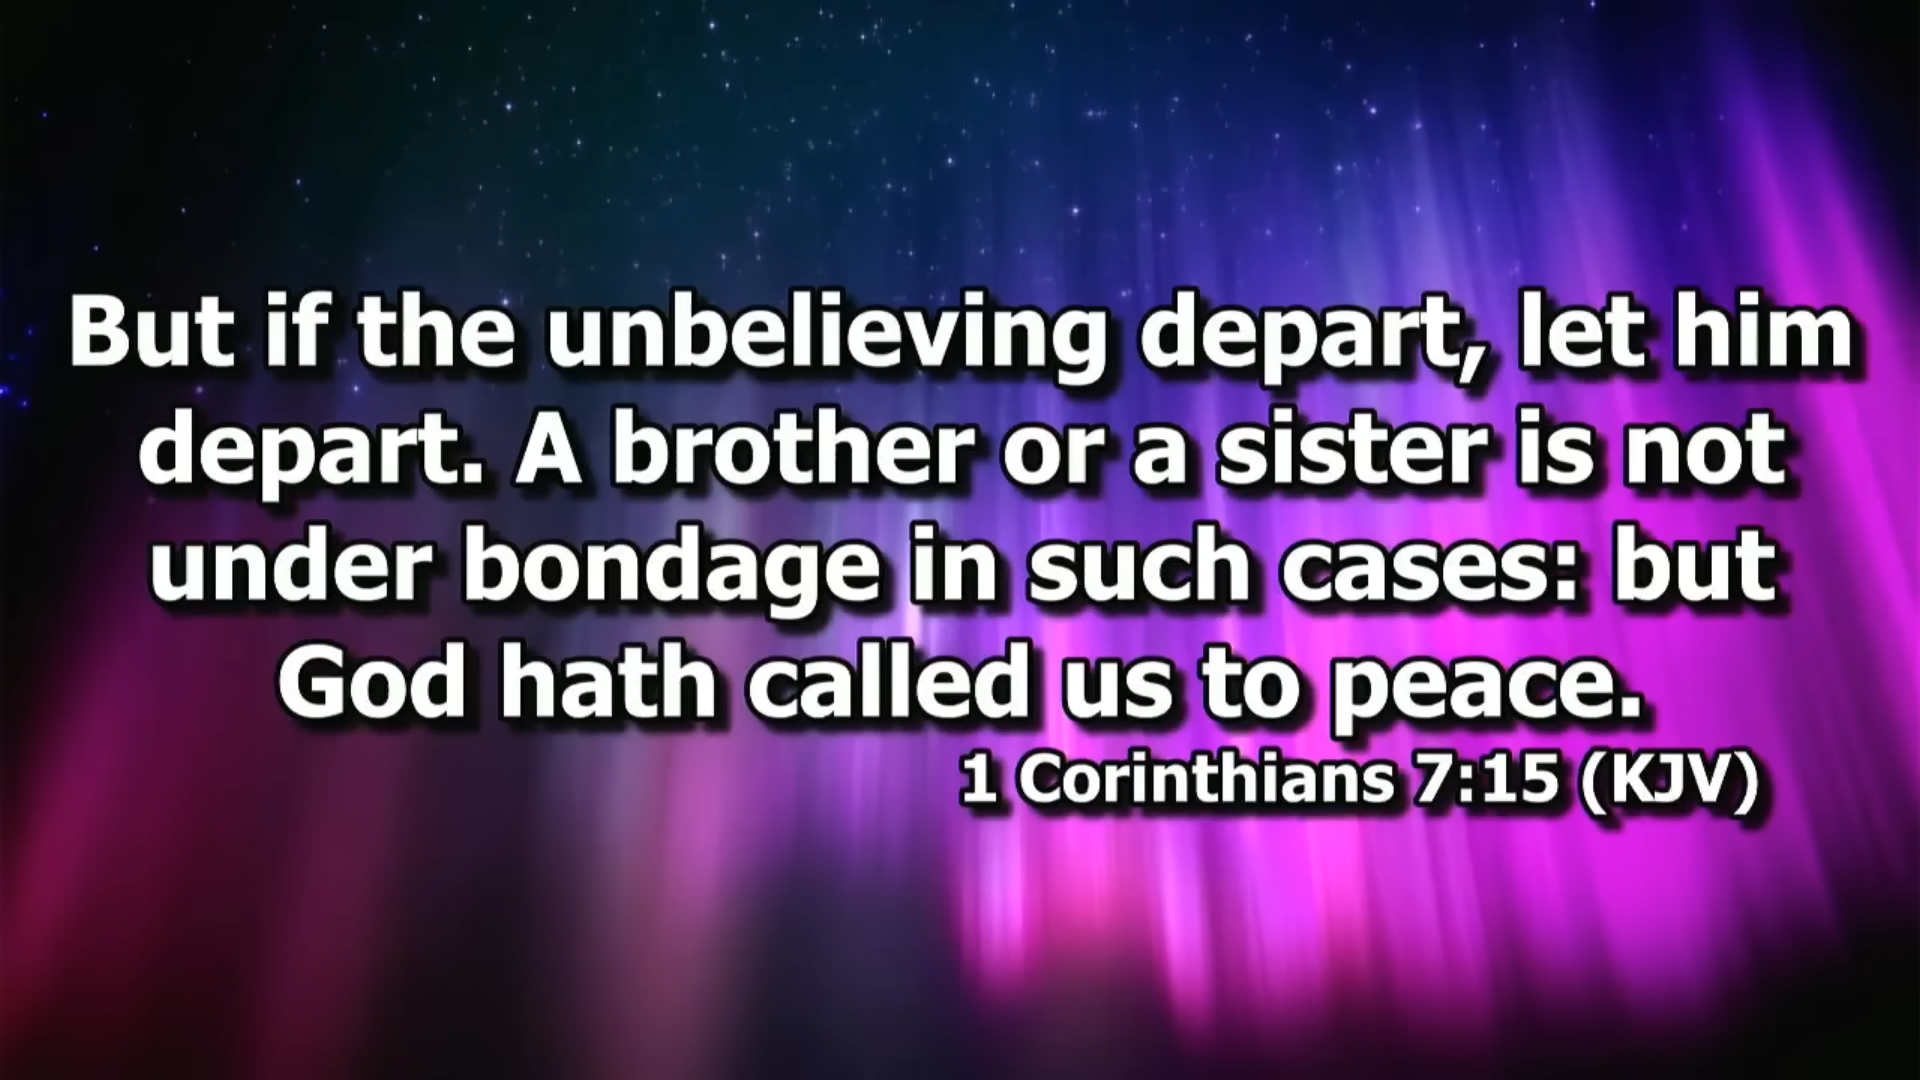 But if the unbelieving depart, let him
depart. A brother or a sister is not
under bondage in such cases: but
God hath called us to peace.
1 Corinthians 7:15 (KJV)